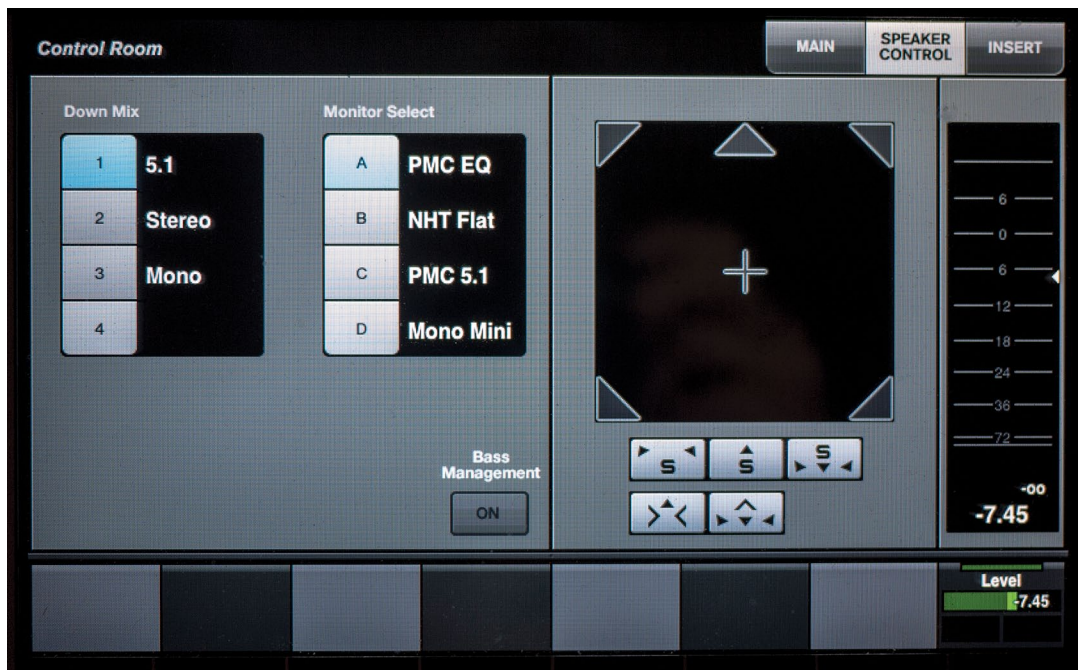 Control Room
MAIN
SPEAKER
CONTROL
INSERT
Down Mix
1 5.1
2 Stereo
3 Mono
4
Monitor Select
A PMC EQ
B NHT Flat
C PMC 5.1
D Mono Mini
Bass
Management
ON
S
S
S
6
0
6
12
18
24
36
72
-oo
-7.45
Level
-7.45